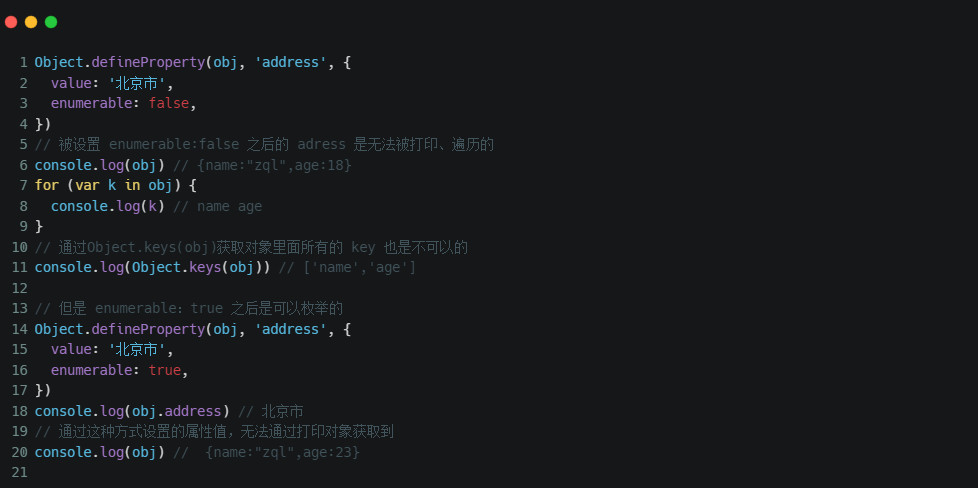 1 Object.defineProperty(obj, 'address', {
2   value: '北京市',
3   enumerable: false,
4 })
5 // 被设置 enumerable:false 之后的 adress 是无法被打印、遍历的
6 console.log(obj) // {name:"zql",age:18}
7 for (var k in obj) {
8   console.log(k) // name age
9 }
10 // 通过Object.keys(obj)获取对象里面所有的 key 也是不可以的
11 console.log(Object.keys(obj)) // ['name','age']
12
13 // 但是 enumerable：true 之后是可以枚举的
14 Object.defineProperty(obj, 'address', {
15   value: '北京市',
16   enumerable: true,
17 })
18 console.log(obj.address) // 北京市
19 // 通过这种方式设置的属性值，无法通过打印对象获取到
20 console.log(obj) //  {name:"zql",age:23}
21